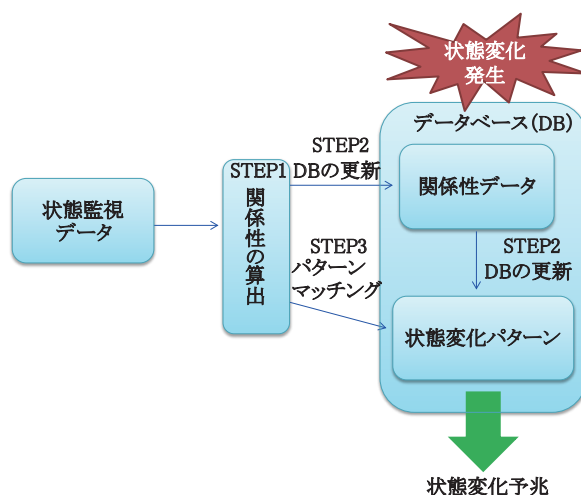 状態変化
発生
データベース(DB)
STEP2
DBの更新
STEP1
関係性の算出
関係性データ
状態監視
データ
STEP3
パターン
マッチング
STEP2
DBの更新
状態変化パターン
状態変化予兆